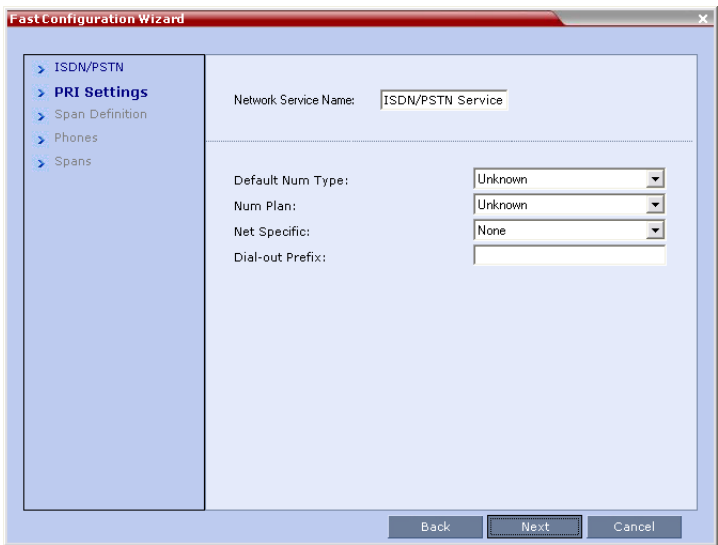 Fast Configuration Wizard
ISDN/PSTN
PRI Settings
Span Definition
Phones
Spans
Network Service Name: ISDN/PSTN Service
Default Num Type: Unknown
Num Plan: Unknown
Net Specific: None
Dial-out Prefix:
Back Next Cancel